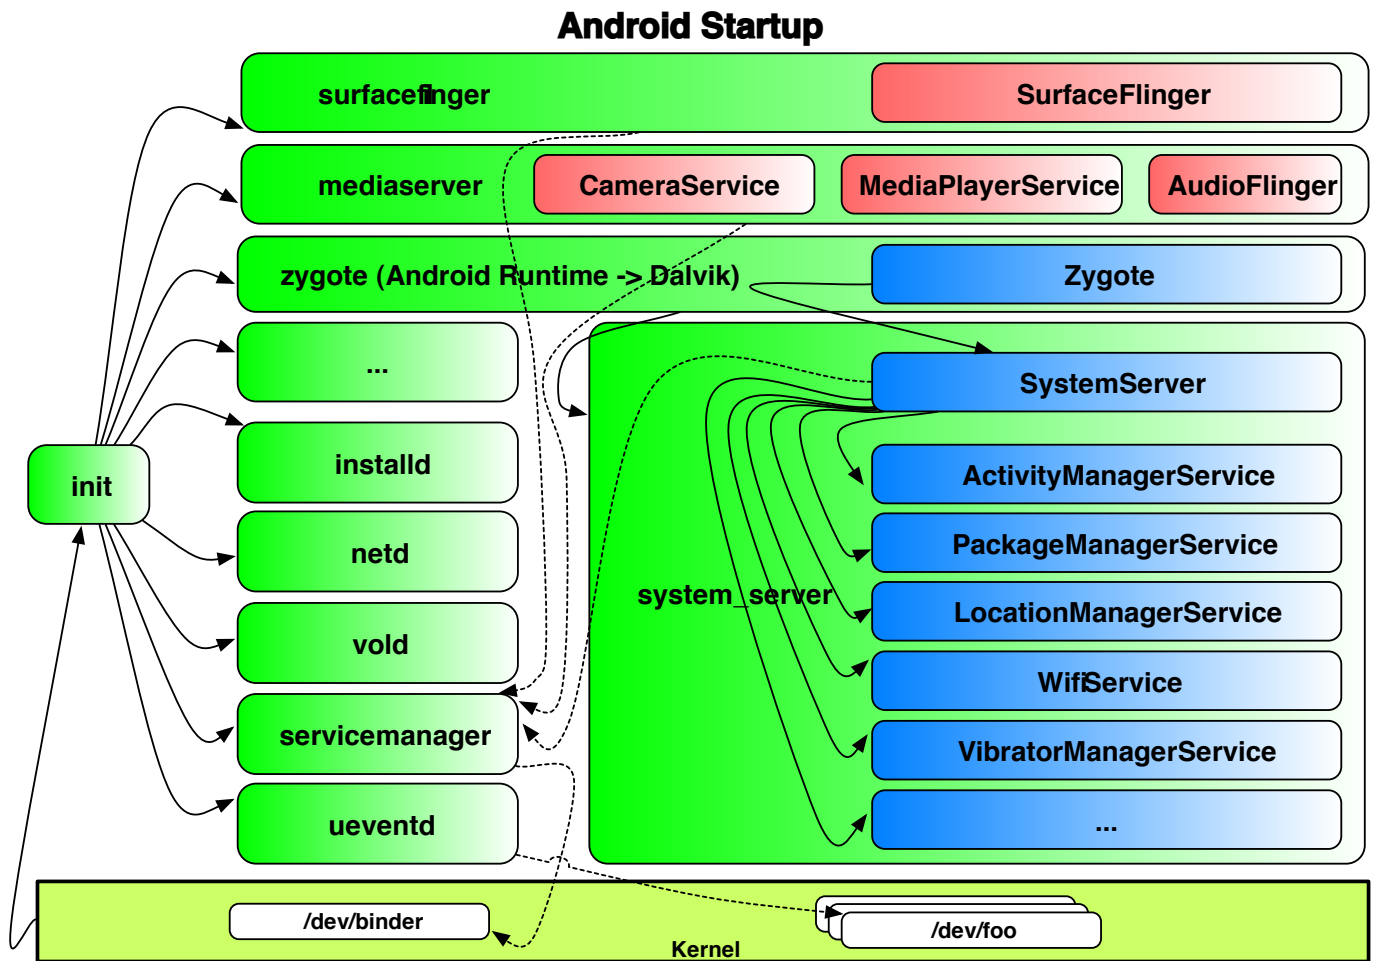 Android Startup
surfaceflinger
SurfaceFlinger
mediaserver
CameraService
MediaPlayerService
AudioFlinger
zygote (Android Runtime -> Dalvik)
Zygote
...
SystemServer
installd
init
ActivityManagerService
netd
PackageManagerService
system_server
LocationManagerService
vold
WifiService
servicemanager
VibratorManagerService
ueventd
...
/dev/binder
/dev/foo
Kernel